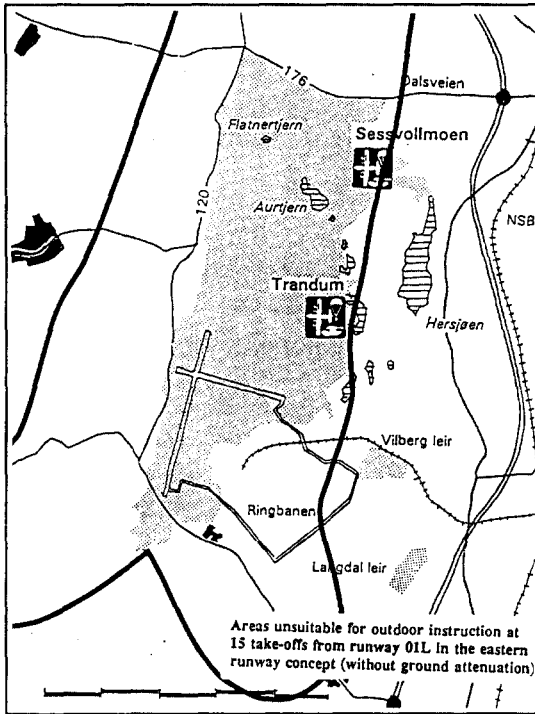 176
Dalsveien
Flatnertjern
Sessvollmoen
120
Aurtjern
NSB
Trandum
Hersjøen
Vilberg leir
Ringbanen
Langdal leir
Areas unsuitable for outdoor instruction at
15 take-offs from runway 01L in the eastern
runway concept (without ground attenuation)